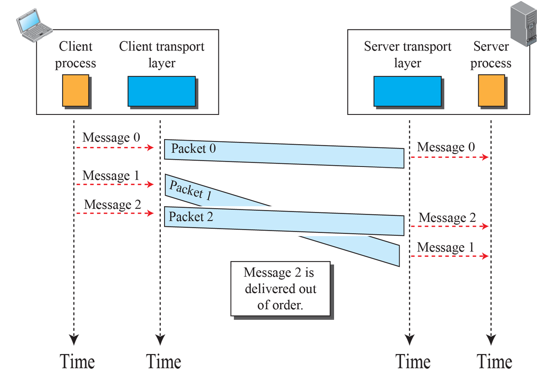 Client
process
Client transport
layer
Server transport
layer
Server
process
Message 0
Packet 0
Message 0
Message 1
Packet 1
Message 2
Packet 2
Message 2
Message 1
Message 2 is
delivered out
of order.
Time
Time
Time
Time